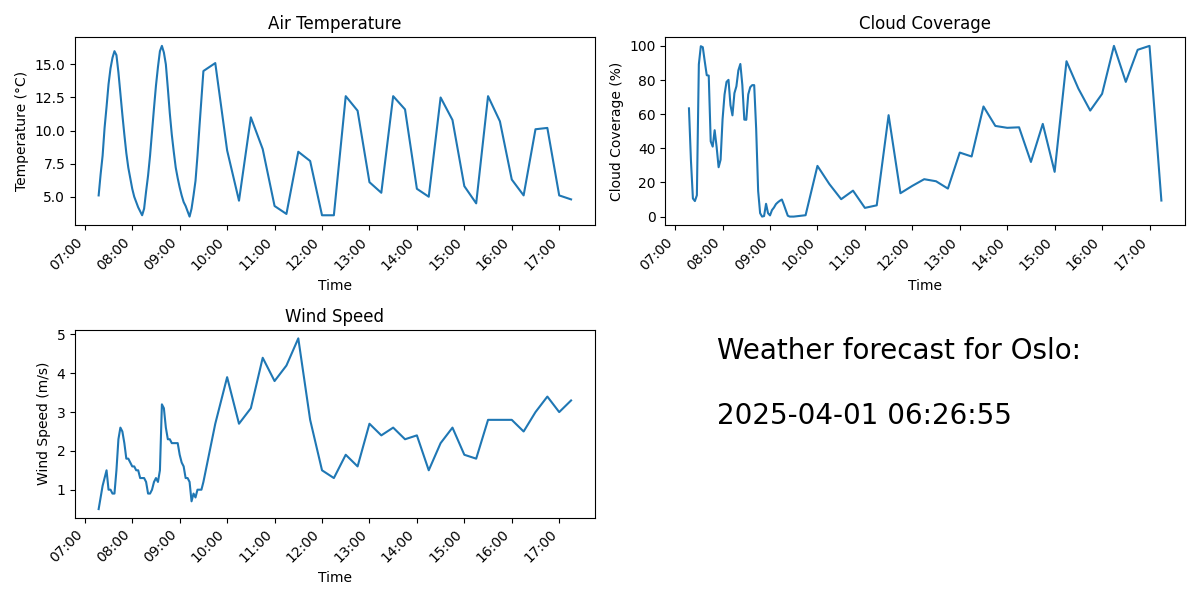 Air Temperature
Temperature (°C)
15.0
12.5
10.0
7.5
5.0
07:00 08:00 09:00 10:00 11:00 12:00 13:00 14:00 15:00 16:00 17:00
Time
Cloud Coverage
Cloud Coverage (%)
100
80
60
40
20
0
07:00 08:00 09:00 10:00 11:00 12:00 13:00 14:00 15:00 16:00 17:00
Time
Wind Speed
Wind Speed (m/s)
5
4
3
2
1
07:00 08:00 09:00 10:00 11:00 12:00 13:00 14:00 15:00 16:00 17:00
Time
Weather forecast for Oslo:
2025-04-01 06:26:55